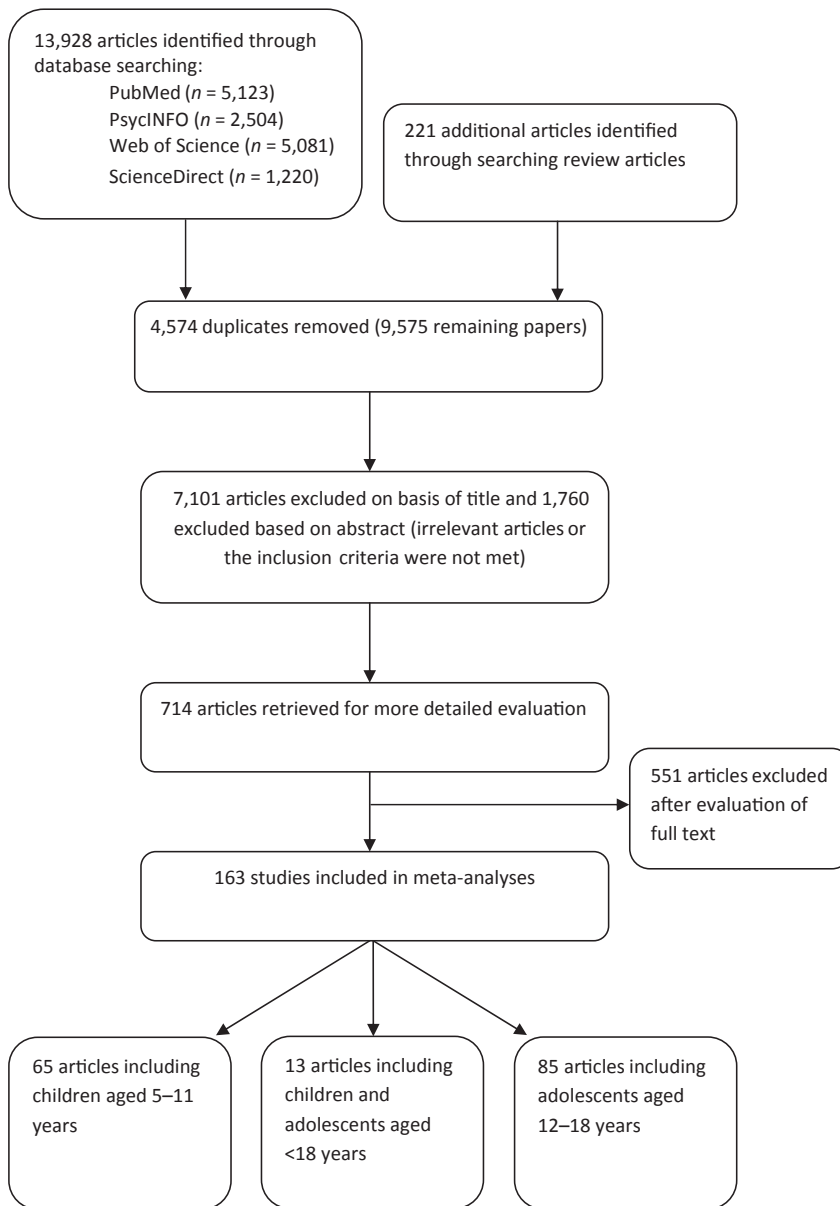 13,928 articles identified through
database searching:
PubMed (n = 5,123)
PsycINFO (n = 2,504)
Web of Science (n = 5,081)
ScienceDirect (n = 1,220)
221 additional articles identified
through searching review articles
4,574 duplicates removed (9,575 remaining papers)
7,101 articles excluded on basis of title and 1,760
excluded based on abstract (irrelevant articles or
the inclusion criteria were not met)
714 articles retrieved for more detailed evaluation
551 articles excluded
after evaluation of
full text
163 studies included in meta-analyses
65 articles including
children aged 5–11
years
13 articles including
children and
adolescents aged
<18 years
85 articles including
adolescents aged
12–18 years